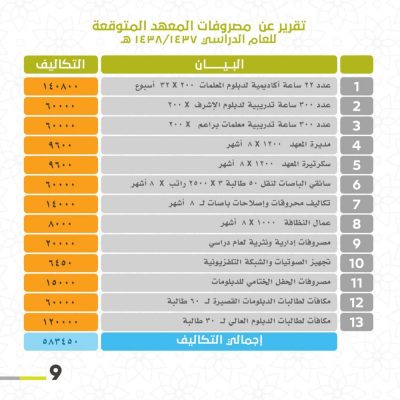 تقرير عن مصروفات المعهد المتوقعة
للعام الدراسي ١٤٣٨/١٤٣٧ هـ
البـــيـــان التكاليف
1 عدد ٢٢ ساعة أكاديمية لدبلوم المعلمات X ٢٠٠ ٣٢ أسبوع ١٤٠٨٠٠
2 عدد ٣٠٠ ساعة تدريبية لدبلوم الإشرف X ٢٠٠ ٦٠٠٠٠
3 عدد ٣٠٠ ساعة تدريبية معلمات براعم X ٢٠٠ ٦٠٠٠٠
4 مديرة المعهد ١٢٠٠ X ٨ أشهر ٩٦٠٠
5 سكرتيرة المعهد ١٢٠٠ X ٨ أشهر ٩٦٠٠
6 سائقي الباصات لنقل ٥٠ طالبة ٣ X ٢٥٠٠ راتب X ٨ أشهر ٦٠٠٠٠
7 تكاليف محروقات وإصلاحات باصات لـ ٨ أشهر ١٤٠٠٠
8 عمال النظافة ١٠٠٠ X ٨ أشهر ٨٠٠٠
9 مصروفات إدارية ونثرية لعام دراسي ٢٠٠٠٠
10 تجهيز الصوتيات والشبكة التلفزيونية ٦٤٥٠
11 مصروفات الحفل الختامي للدبلومات ١٥٠٠٠
12 مكافآت لطالبات الدبلومات القصيرة لـ ٦٠ طالبة ٦٠٠٠٠
13 مكافآت لطالبات الدبلوم العالي لـ ٣٠ طالبة ١٢٠٠٠٠
إجمالي التكاليف ٥٨٣٤٥٠
9